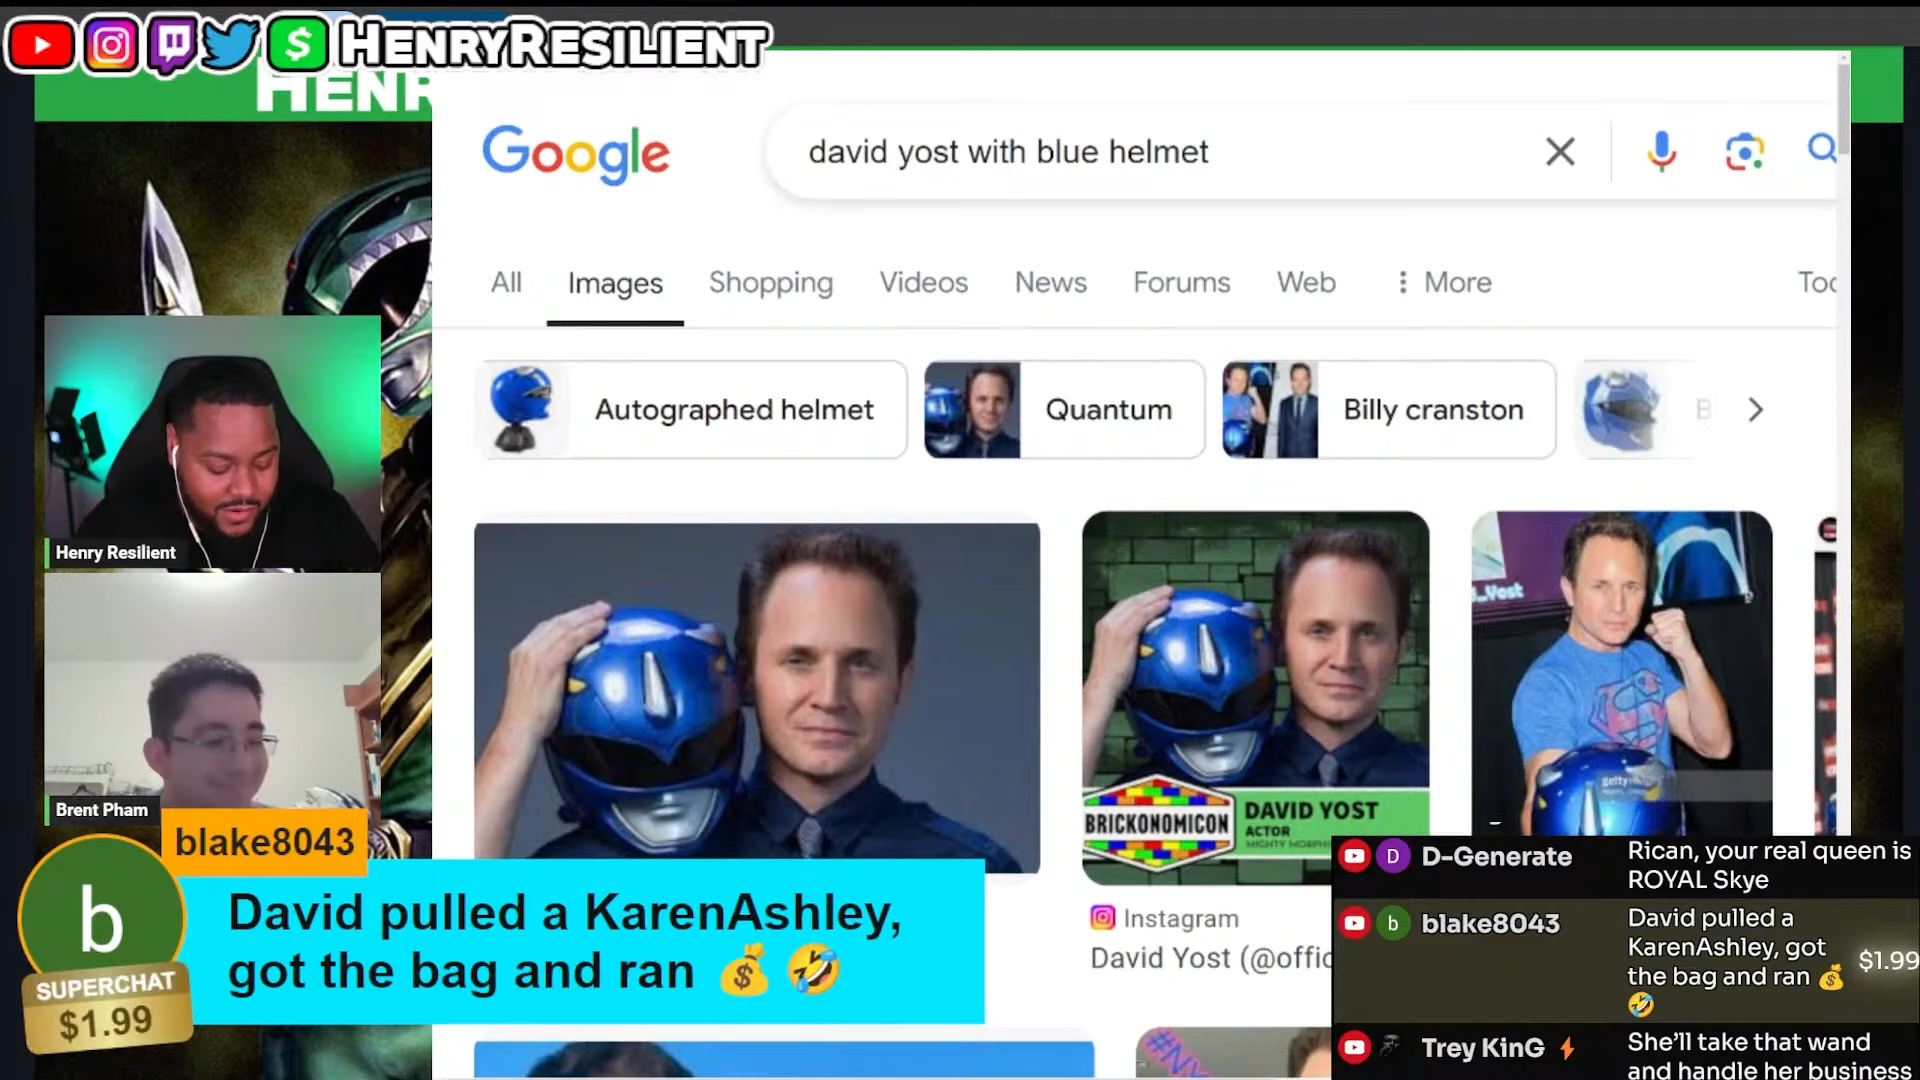 HENRYRESILIENT
HENR
Google
david yost with blue helmet
All
Images
Shopping
Videos
News
Forums
Web
More
Autographed helmet
Quantum
Billy cranston
Henry Resilient
Brent Pham
BRICKONOMICON
DAVID YOST
ACTOR
_Yost
gettyimages
Instagram
David Yost (@offic
blake8043
David pulled a KarenAshley,
got the bag and ran 💰 🤣
b
SUPERCHAT
$1.99
D
D-Generate
Rican, your real queen is
ROYAL Skye
b
blake8043
David pulled a
KarenAshley, got
the bag and ran 💰
🤣
$1.99
Trey KinG ⚡
She'll take that wand
and handle her business